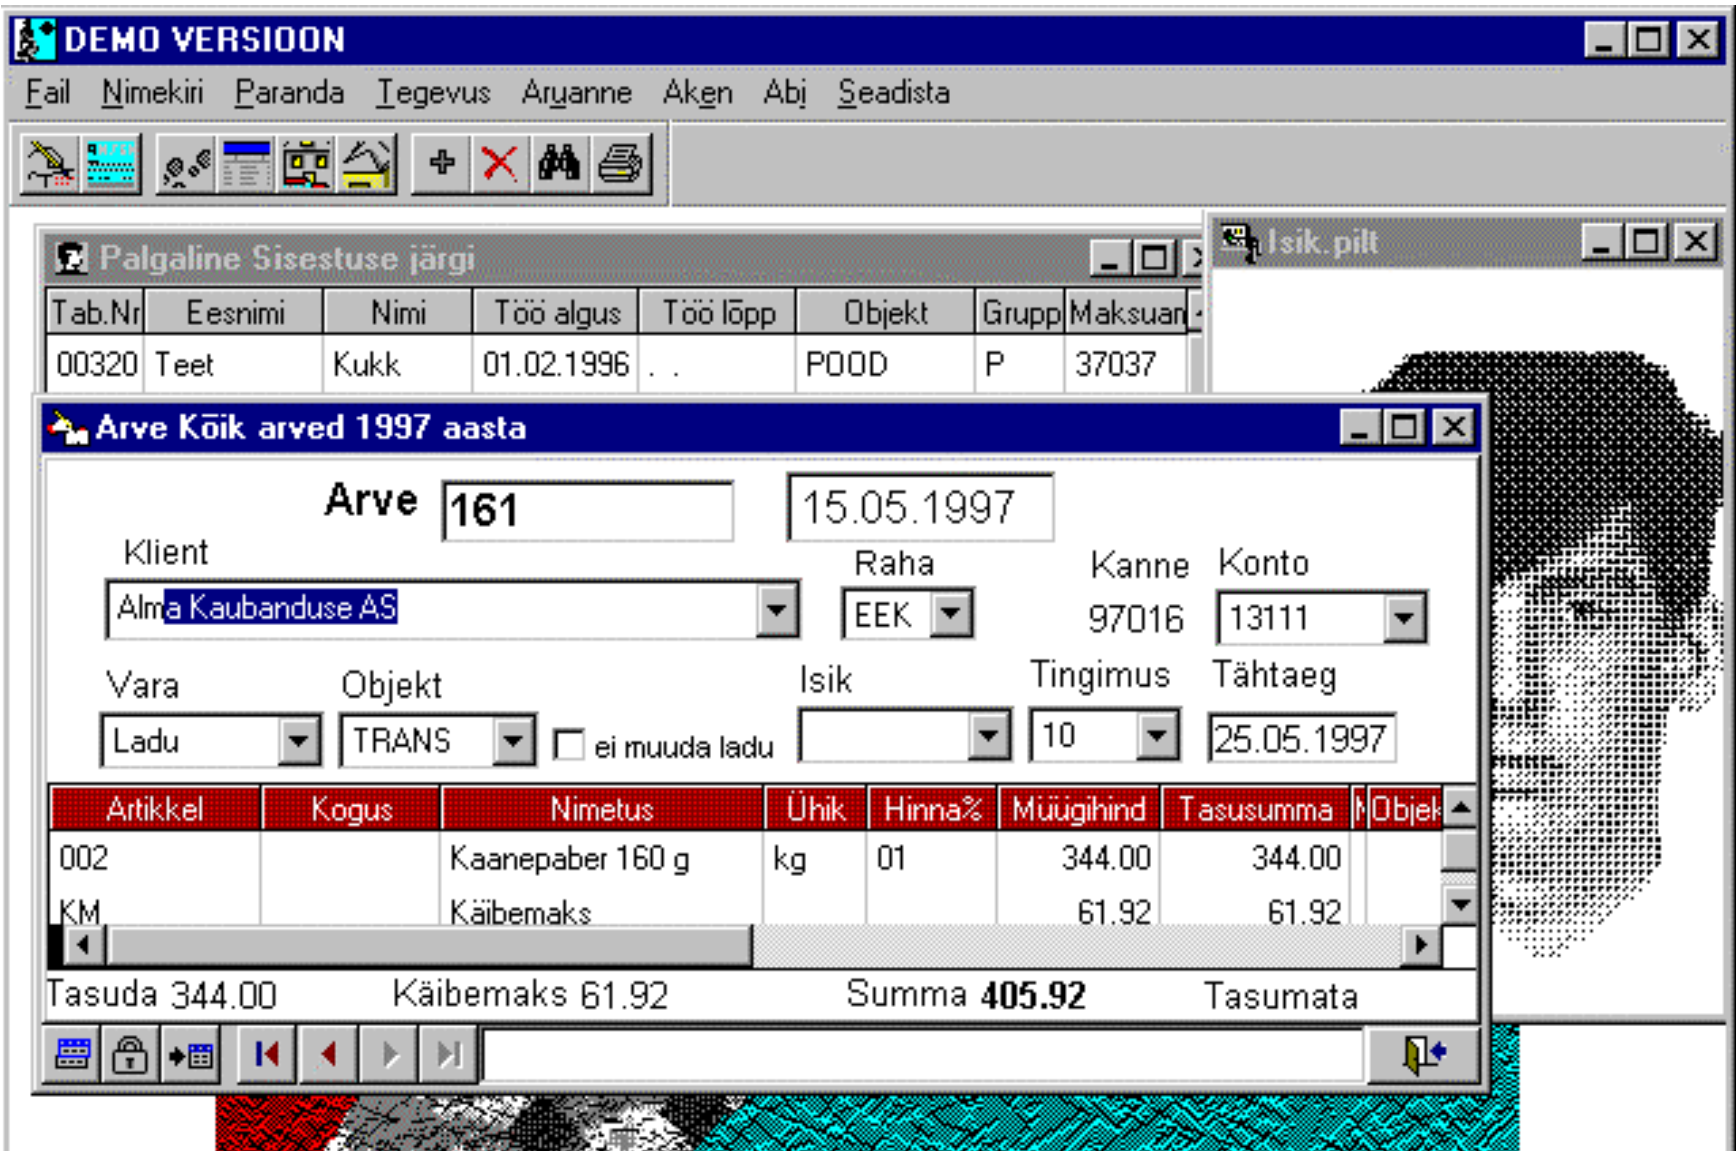 DEMO VERSIOON
Fail Nimekiri Paranda Tegevus Aruanne Aken Abi Seadista
Palgaline Sisestuse järgi
Isik.pilt
Tab.Nr Eesnimi Nimi Töö algus Töö lõpp Objekt Grupp Maksuan
00320 Teet Kukk 01.02.1996 . . POOD P 37037
Arve Kõik arved 1997 aasta
Arve 161 15.05.1997
Klient Raha Kanne Konto
Alma Kaubanduse AS EEK 97016 13111
Vara Objekt Isik Tingimus Tähtaeg
Ladu TRANS ei muuda ladu 10 25.05.1997
Artikkel Kogus Nimetus Ühik Hinna% Müügihind Tasusumma Objek
002 Kaanepaber 160 g kg 01 344.00 344.00
KM Käibemaks 61.92 61.92
Tasuda 344.00 Käibemaks 61.92 Summa 405.92 Tasumata